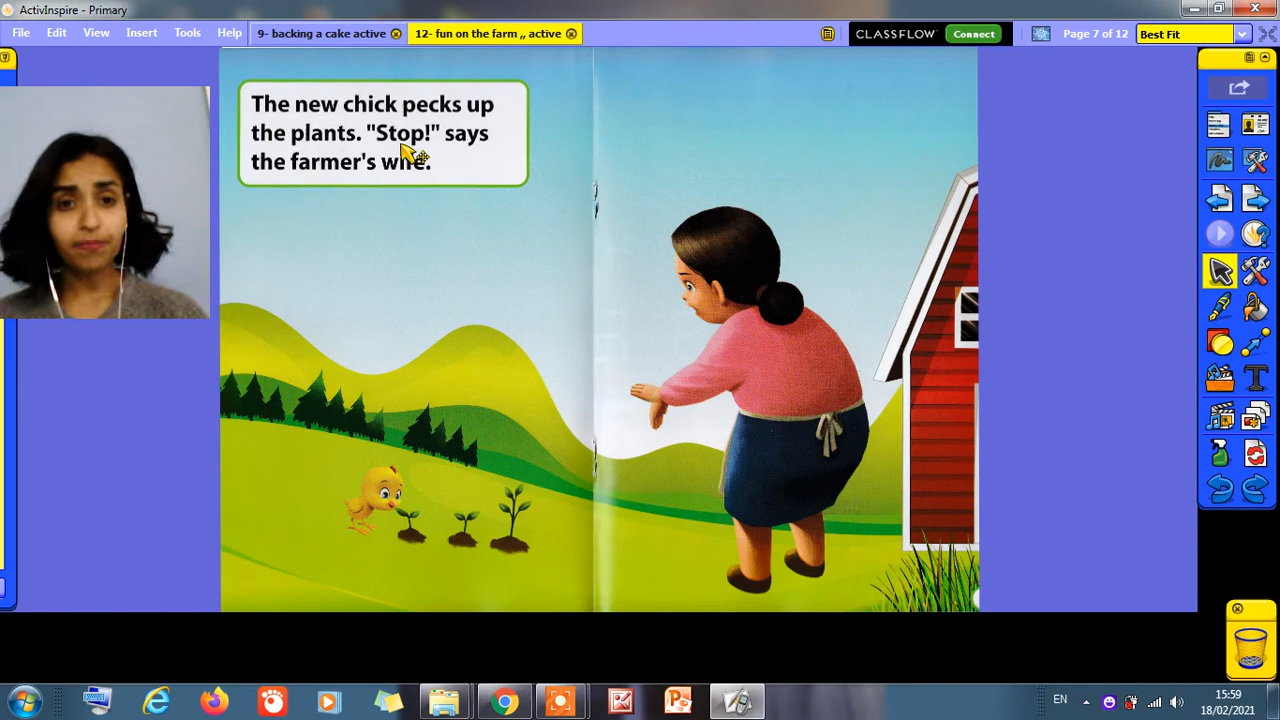 ActivInspire - Primary
File Edit View Insert Tools Help
9- backing a cake active
12- fun on the farm ,, active
CLASSFLOW Connect
Page 7 of 12
Best Fit
The new chick pecks up
the plants. "Stop!" says
the farmer's wife.
EN
15:59
18/02/2021